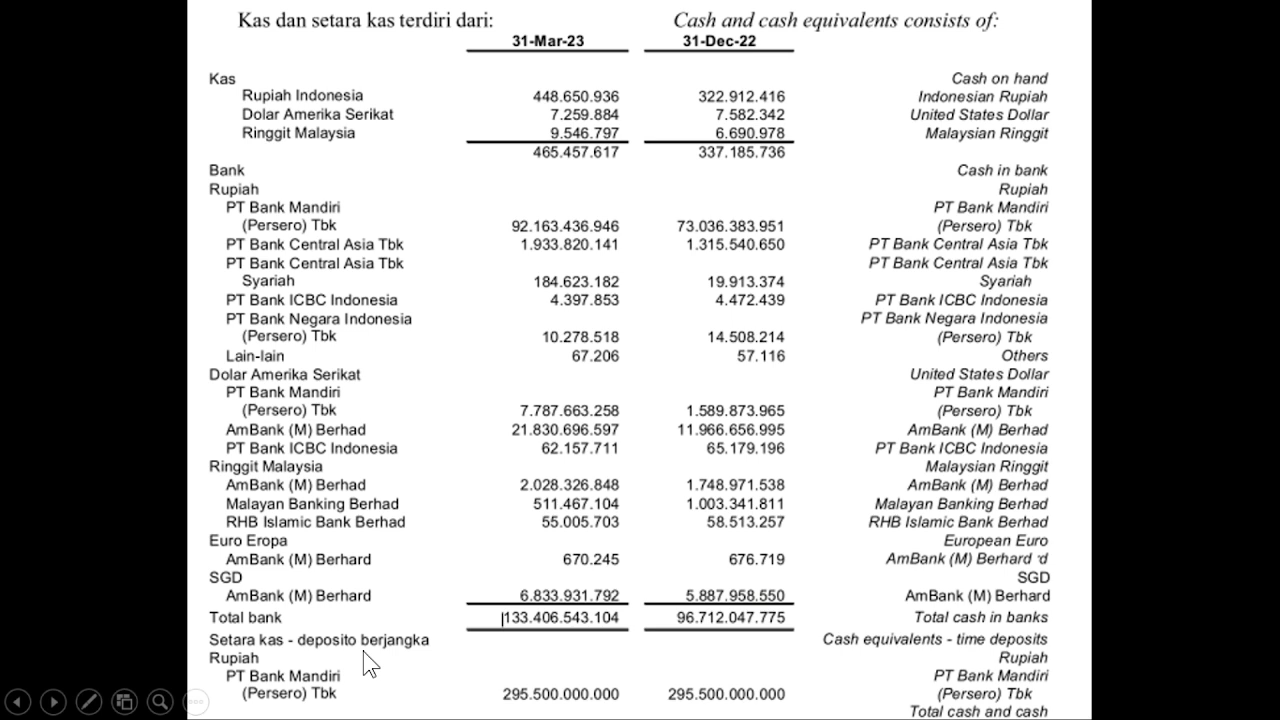 Kas dan setara kas terdiri dari: Cash and cash equivalents consists of:
31-Mar-23 31-Dec-22
Kas Cash on hand
Rupiah Indonesia 448.650.936 322.912.416 Indonesian Rupiah
Dolar Amerika Serikat 7.259.884 7.582.342 United States Dollar
Ringgit Malaysia 9.546.797 6.690.978 Malaysian Ringgit
465.457.617 337.185.736
Bank Cash in bank
Rupiah Rupiah
PT Bank Mandiri PT Bank Mandiri
(Persero) Tbk 92.163.436.946 73.036.383.951 (Persero) Tbk
PT Bank Central Asia Tbk 1.933.820.141 1.315.540.650 PT Bank Central Asia Tbk
PT Bank Central Asia Tbk PT Bank Central Asia Tbk
Syariah 184.623.182 19.913.374 Syariah
PT Bank ICBC Indonesia 4.397.853 4.472.439 PT Bank ICBC Indonesia
PT Bank Negara Indonesia PT Bank Negara Indonesia
(Persero) Tbk 10.278.518 14.508.214 (Persero) Tbk
Lain-lain 67.206 57.116 Others
Dolar Amerika Serikat United States Dollar
PT Bank Mandiri PT Bank Mandiri
(Persero) Tbk 7.787.663.258 1.589.873.965 (Persero) Tbk
AmBank (M) Berhad 21.830.696.597 11.966.656.995 AmBank (M) Berhad
PT Bank ICBC Indonesia 62.157.711 65.179.196 PT Bank ICBC Indonesia
Ringgit Malaysia Malaysian Ringgit
AmBank (M) Berhad 2.028.326.848 1.748.971.538 AmBank (M) Berhad
Malayan Banking Berhad 511.467.104 1.003.341.811 Malayan Banking Berhad
RHB Islamic Bank Berhad 55.005.703 58.513.257 RHB Islamic Bank Berhad
Euro Eropa European Euro
AmBank (M) Berhard 670.245 676.719 AmBank (M) Berhard d
SGD SGD
AmBank (M) Berhard 6.833.931.792 5.887.958.550 AmBank (M) Berhard
Total bank 133.406.543.104 96.712.047.775 Total cash in banks
Setara kas - deposito berjangka Cash equivalents - time deposits
Rupiah Rupiah
PT Bank Mandiri PT Bank Mandiri
(Persero) Tbk 295.500.000.000 295.500.000.000 (Persero) Tbk
Total cash and cash